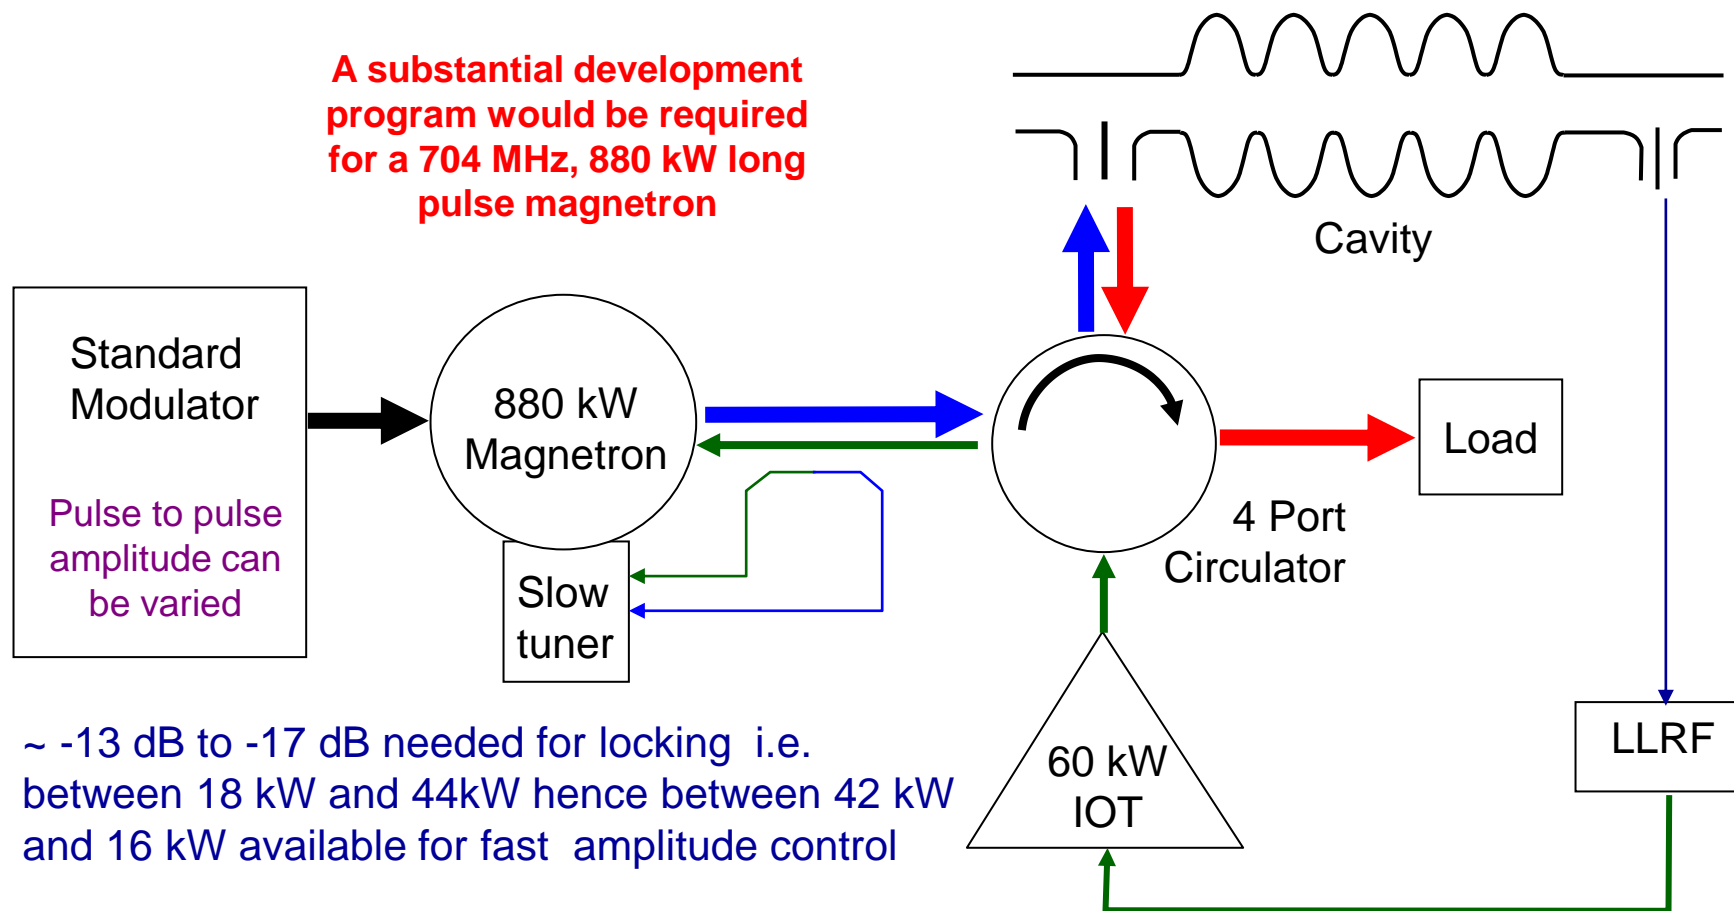 A substantial development
program would be required
for a 704 MHz, 880 kW long
pulse magnetron
Cavity
Standard
Modulator
Pulse to pulse
amplitude can
be varied
880 kW
Magnetron
Slow
tuner
Load
4 Port
Circulator
60 kW
IOT
LLRF
~ -13 dB to -17 dB needed for locking i.e.
between 18 kW and 44kW hence between 42 kW
and 16 kW available for fast amplitude control